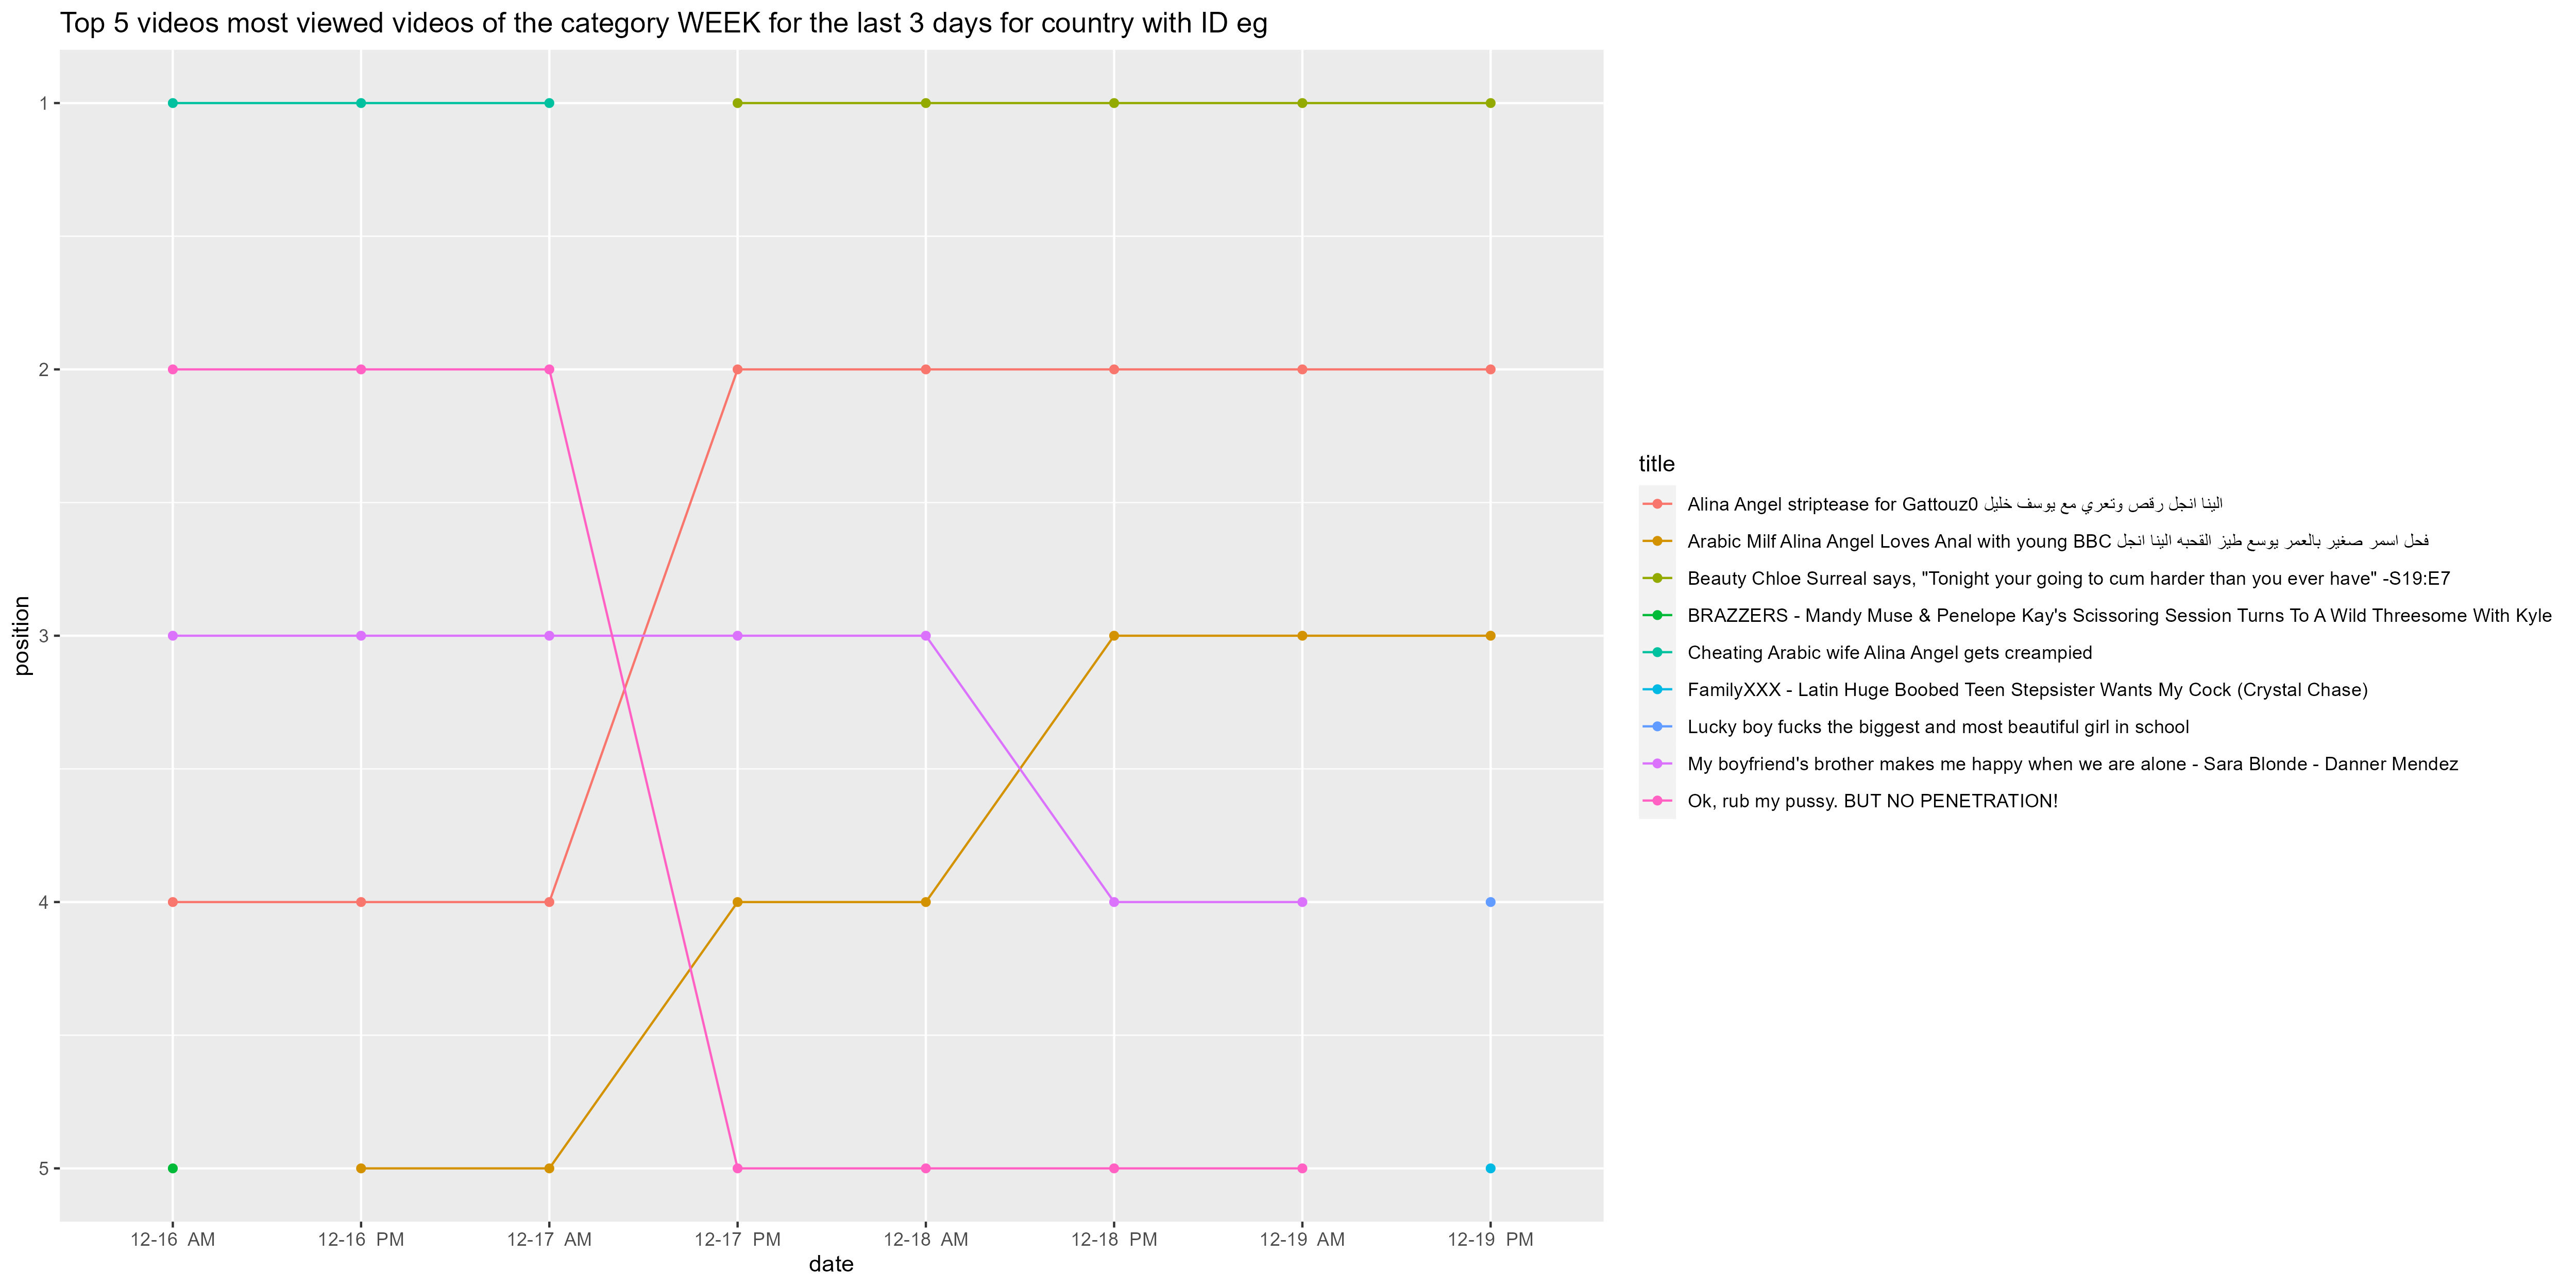 Top 5 videos most viewed videos of the category WEEK for the last 3 days for country with ID eg
position
1
2
3
4
5
12-16 AM
12-16 PM
12-17 AM
12-17 PM
12-18 AM
12-18 PM
12-19 AM
12-19 PM
date
title
Alina Angel striptease for Gattouz0 الينا انجل رقص وتعري مع يوسف خليل
Arabic Milf Alina Angel Loves Anal with young BBC فحل اسمر صغير بالعمر يوسع طيز القحبه الينا انجل
Beauty Chloe Surreal says, "Tonight your going to cum harder than you ever have" -S19:E7
BRAZZERS - Mandy Muse & Penelope Kay's Scissoring Session Turns To A Wild Threesome With Kyle
Cheating Arabic wife Alina Angel gets creampied
FamilyXXX - Latin Huge Boobed Teen Stepsister Wants My Cock (Crystal Chase)
Lucky boy fucks the biggest and most beautiful girl in school
My boyfriend's brother makes me happy when we are alone - Sara Blonde - Danner Mendez
Ok, rub my pussy. BUT NO PENETRATION!